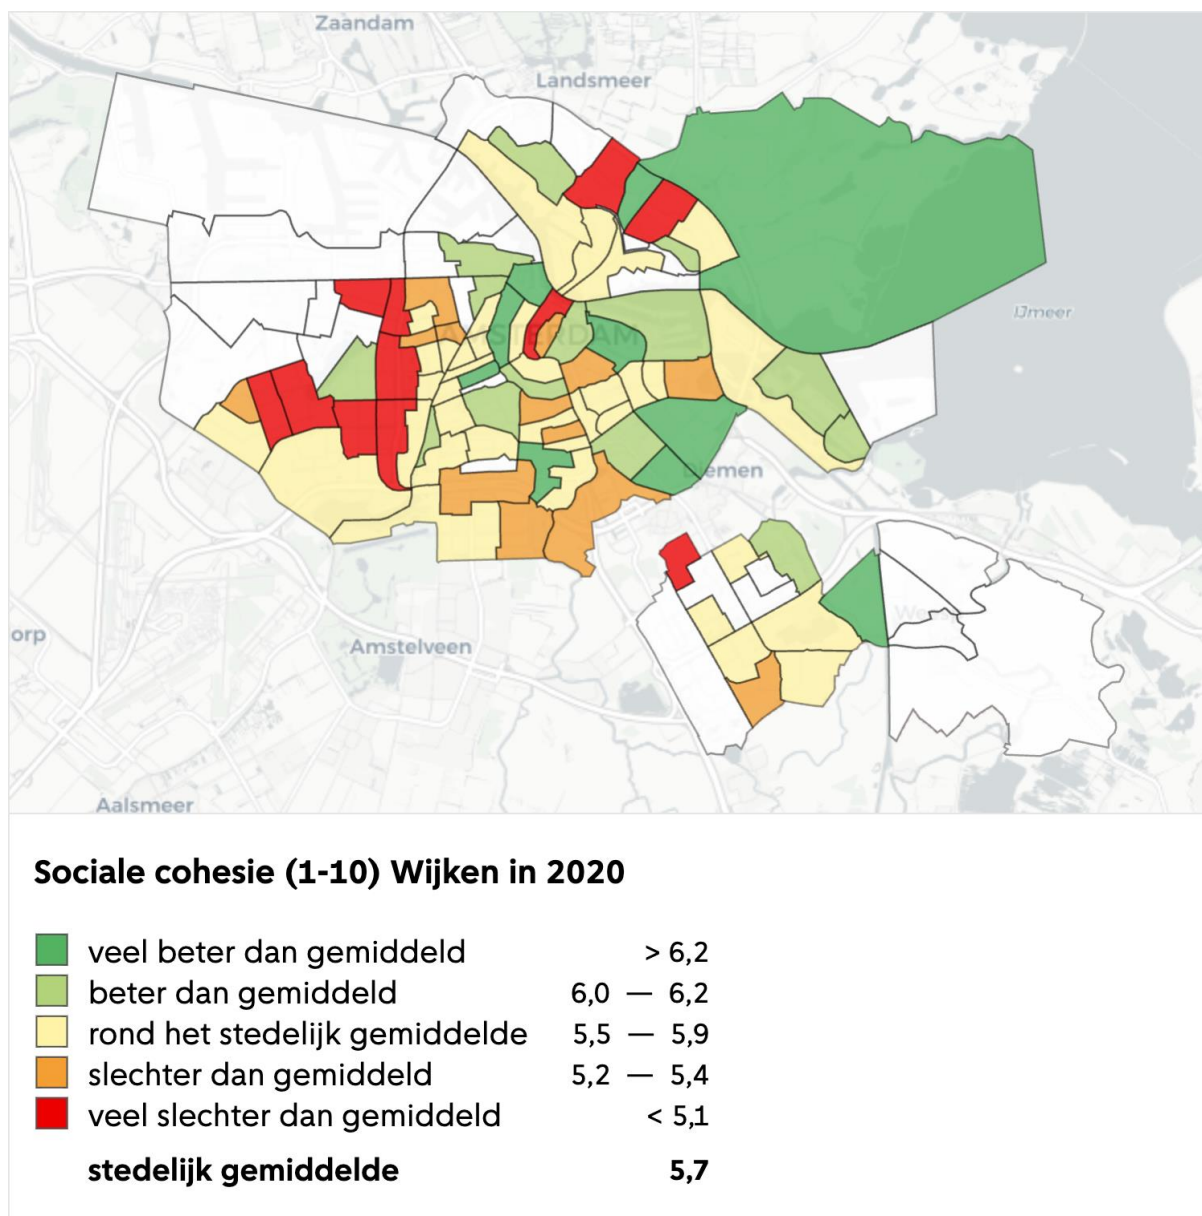 Zaandam
Landsmeer
IJmeer
AMSTERDAM
Diemen
Weesp
orp
Amstelveen
Aalsmeer
Sociale cohesie (1-10) Wijken in 2020
veel beter dan gemiddeld > 6,2
beter dan gemiddeld 6,0 — 6,2
rond het stedelijk gemiddelde 5,5 — 5,9
slechter dan gemiddeld 5,2 — 5,4
veel slechter dan gemiddeld < 5,1
stedelijk gemiddelde 5,7